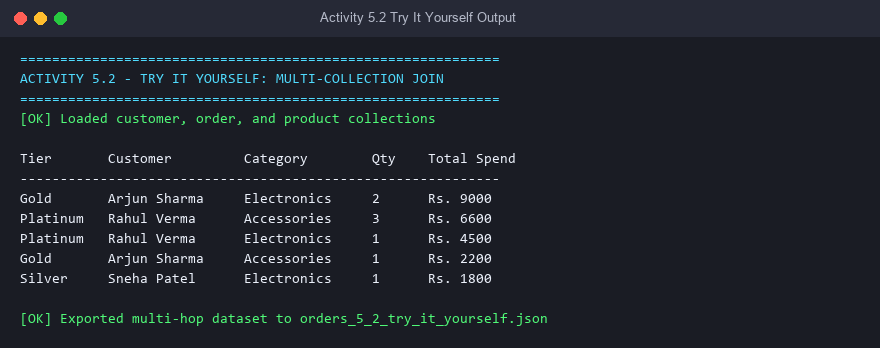 Activity 5.2 Try It Yourself Output
============================================================
ACTIVITY 5.2 - TRY IT YOURSELF: MULTI-COLLECTION JOIN
============================================================
[OK] Loaded customer, order, and product collections
Tier       Customer         Category        Qty    Total Spend
------------------------------------------------------------
Gold       Arjun Sharma     Electronics     2      Rs. 9000
Platinum   Rahul Verma      Accessories     3      Rs. 6600
Platinum   Rahul Verma      Electronics     1      Rs. 4500
Gold       Arjun Sharma     Accessories     1      Rs. 2200
Silver     Sneha Patel      Electronics     1      Rs. 1800
[OK] Exported multi-hop dataset to orders_5_2_try_it_yourself.json